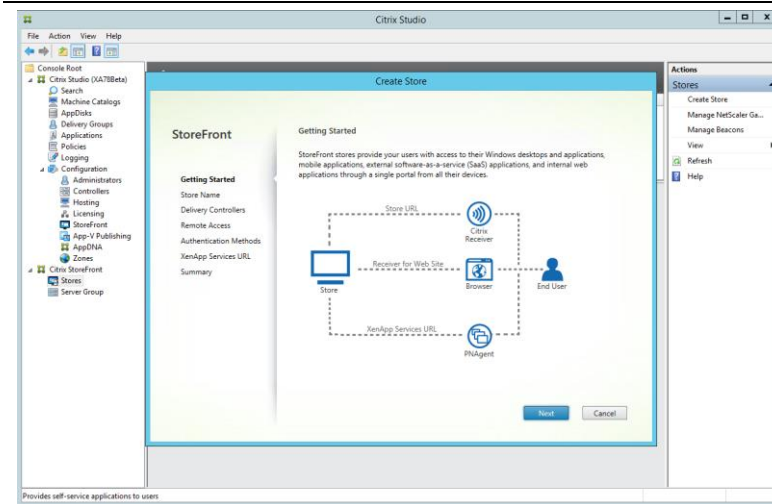 Citrix Studio
File Action View Help
Console Root
Citrix Studio (XA78Beta)
Search
Machine Catalogs
AppDisks
Delivery Groups
Applications
Policies
Logging
Configuration
Administrators
Controllers
Hosting
Licensing
StoreFront
App-V Publishing
AppDNA
Zones
Citrix StoreFront
Stores
Server Group
Create Store
StoreFront
Getting Started
Store Name
Delivery Controllers
Remote Access
Authentication Methods
XenApp Services URL
Summary
Getting Started
StoreFront stores provide your users with access to their Windows desktops and applications,
mobile applications, external software-as-a-service (SaaS) applications, and internal web
applications through a single portal from all their devices.
Store URL
Citrix
Receiver
Receiver for Web Site
Store
Browser
End User
XenApp Services URL
PNAgent
Next Cancel
Actions
Stores
Create Store
Manage NetScaler Ga...
Manage Beacons
View
Refresh
Help
Provides self-service applications to users